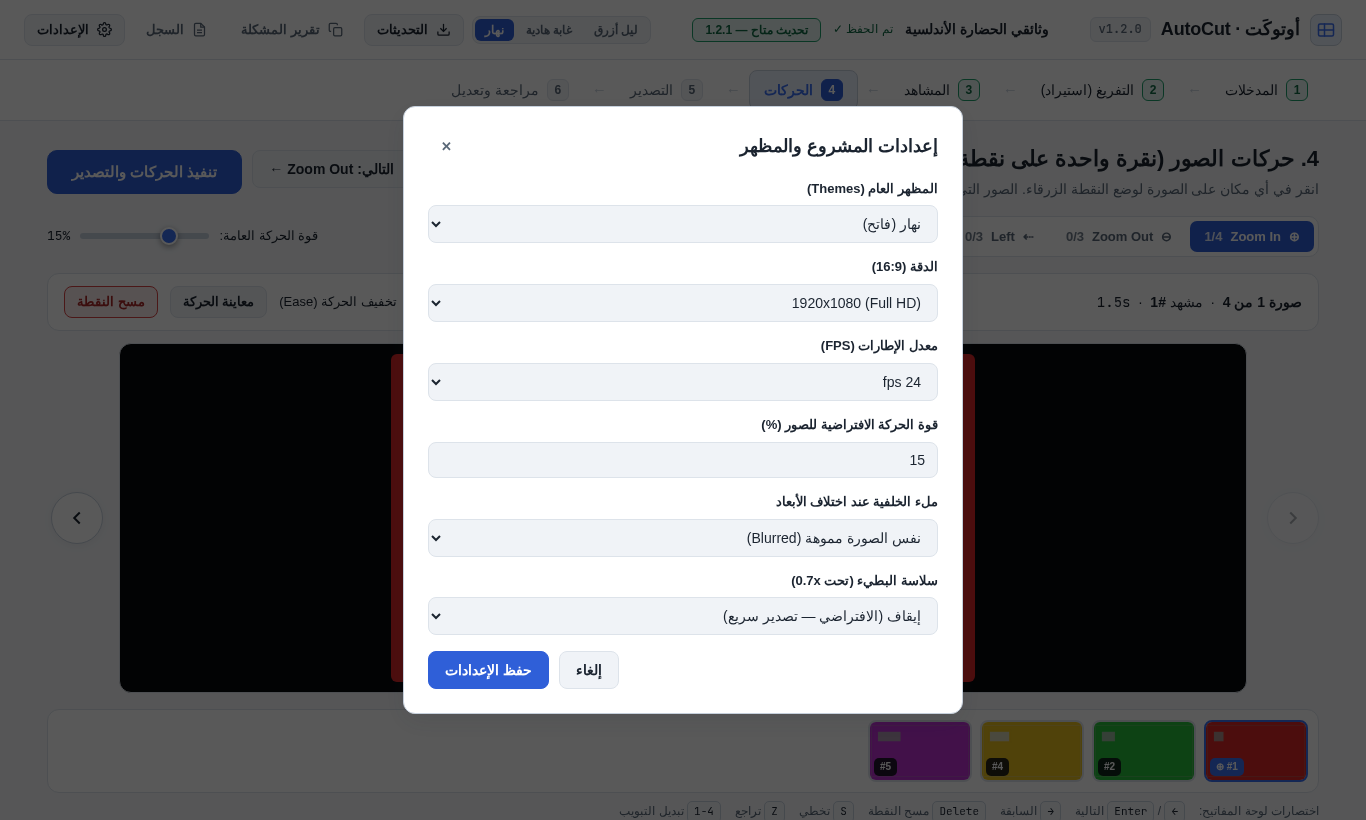 أوتوكَت · AutoCut v1.2.0 وثائقي الحضارة الأندلسية تم الحفظ ✓ تحديث متاح — 1.2.1 نهار غابة هادية ليل أزرق التحديثات تقرير المشكلة السجل الإعدادات
1 المدخلات ← 2 التفريغ (استيراد) ← 3 المشاهد ← 4 الحركات ← 5 التصدير ← 6 مراجعة وتعديل
4. حركات الصور (نقرة واحدة على نقطة
التالي: Zoom Out ← تنفيذ الحركات والتصدير
انقر في أي مكان على الصورة لوضع النقطة الزرقاء. الصور التي
⊕ Zoom In 1/4 ⊖ Zoom Out 0/3 ← Left 0/3
قوة الحركة العامة: 15%
صورة 1 من 4 · مشهد #1 · 1.5s
تخفيف الحركة (Ease) معاينة الحركة مسح النقطة
إعدادات المشروع والمظهر ×
المظهر العام (Themes)
نهار (فاتح)
الدقة (16:9)
1920x1080 (Full HD)
معدل الإطارات (FPS)
24 fps
قوة الحركة الافتراضية للصور (%)
15
ملء الخلفية عند اختلاف الأبعاد
نفس الصورة مموهة (Blurred)
سلاسة البطيء (تحت 0.7x)
إيقاف (الافتراضي — تصدير سريع)
إلغاء حفظ الإعدادات
⊕ #1 #2 #4 #5
اختصارات لوحة المفاتيح: ← / Enter التالية → السابقة Delete مسح النقطة S تخطي Z تراجع 1-4 تبديل التبويب